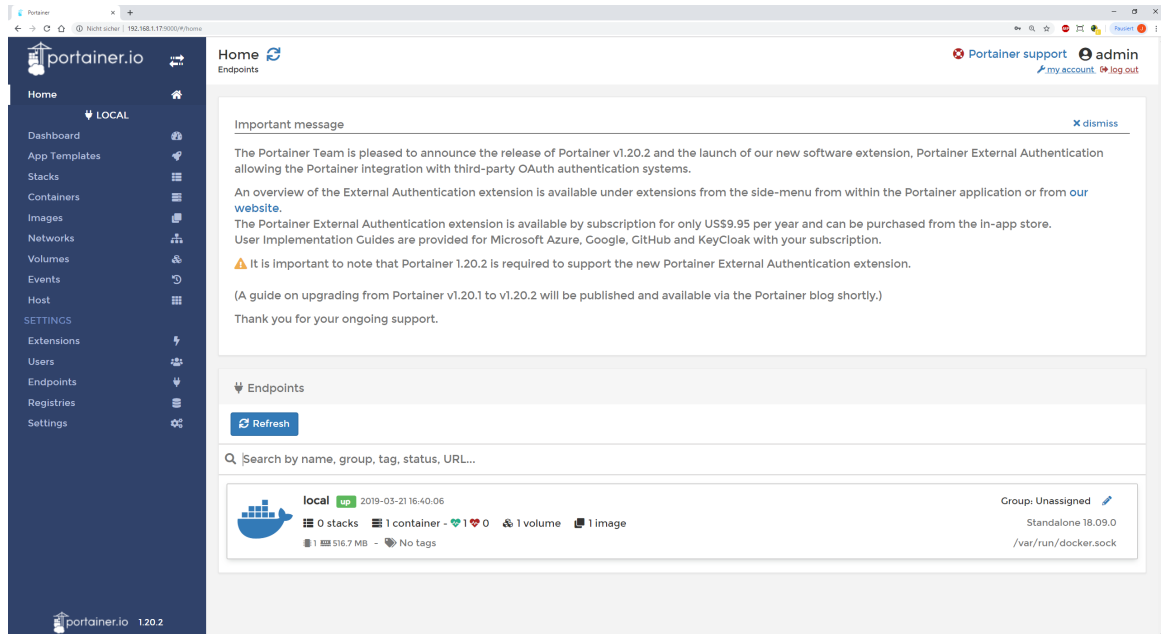 Portainer
Nicht sicher | 192.168.1.17:9000/#/home
Pausiert
portainer.io
Home
LOCAL
Dashboard
App Templates
Stacks
Containers
Images
Networks
Volumes
Events
Host
SETTINGS
Extensions
Users
Endpoints
Registries
Settings
portainer.io 1.20.2
Home
Endpoints
Portainer support admin
my account log out
Important message
dismiss
The Portainer Team is pleased to announce the release of Portainer v1.20.2 and the launch of our new software extension, Portainer External Authentication
allowing the Portainer integration with third-party OAuth authentication systems.
An overview of the External Authentication extension is available under extensions from the side-menu from within the Portainer application or from our
website.
The Portainer External Authentication extension is available by subscription for only US$9.95 per year and can be purchased from the in-app store.
User Implementation Guides are provided for Microsoft Azure, Google, GitHub and KeyCloak with your subscription.
It is important to note that Portainer 1.20.2 is required to support the new Portainer External Authentication extension.
(A guide on upgrading from Portainer v1.20.1 to v1.20.2 will be published and available via the Portainer blog shortly.)
Thank you for your ongoing support.
Endpoints
Refresh
Search by name, group, tag, status, URL...
local up 2019-03-21 16:40:06
Group: Unassigned
0 stacks 1 container - 1 0 1 volume 1 image
Standalone 18.09.0
1 516.7 MB - No tags
/var/run/docker.sock